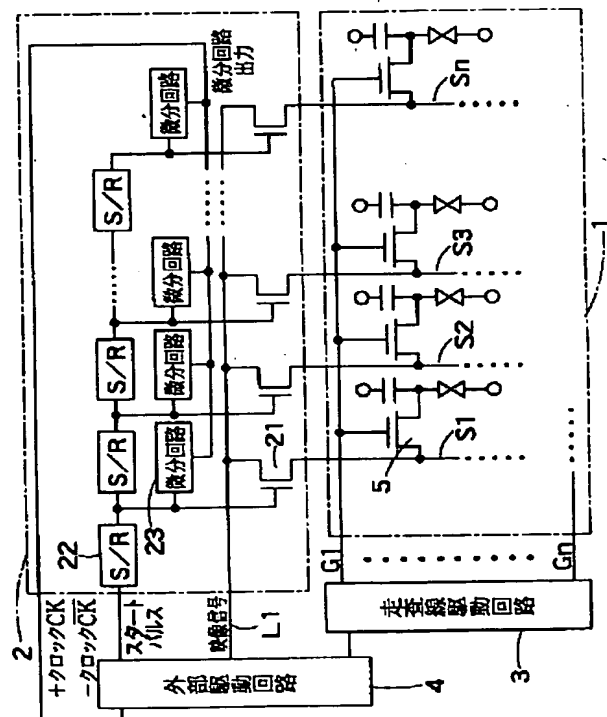 2
+クロックCK
−クロックCK
スタート
パルス
映像信号
L1
22
S/R
S/R
S/R
S/R
23
微分回路
微分回路
微分回路
微分回路
微分回路
出力
21
外部駆動回路
4
走査線駆動回路
3
G1
Gn
5
S1
S2
S3
Sn
1